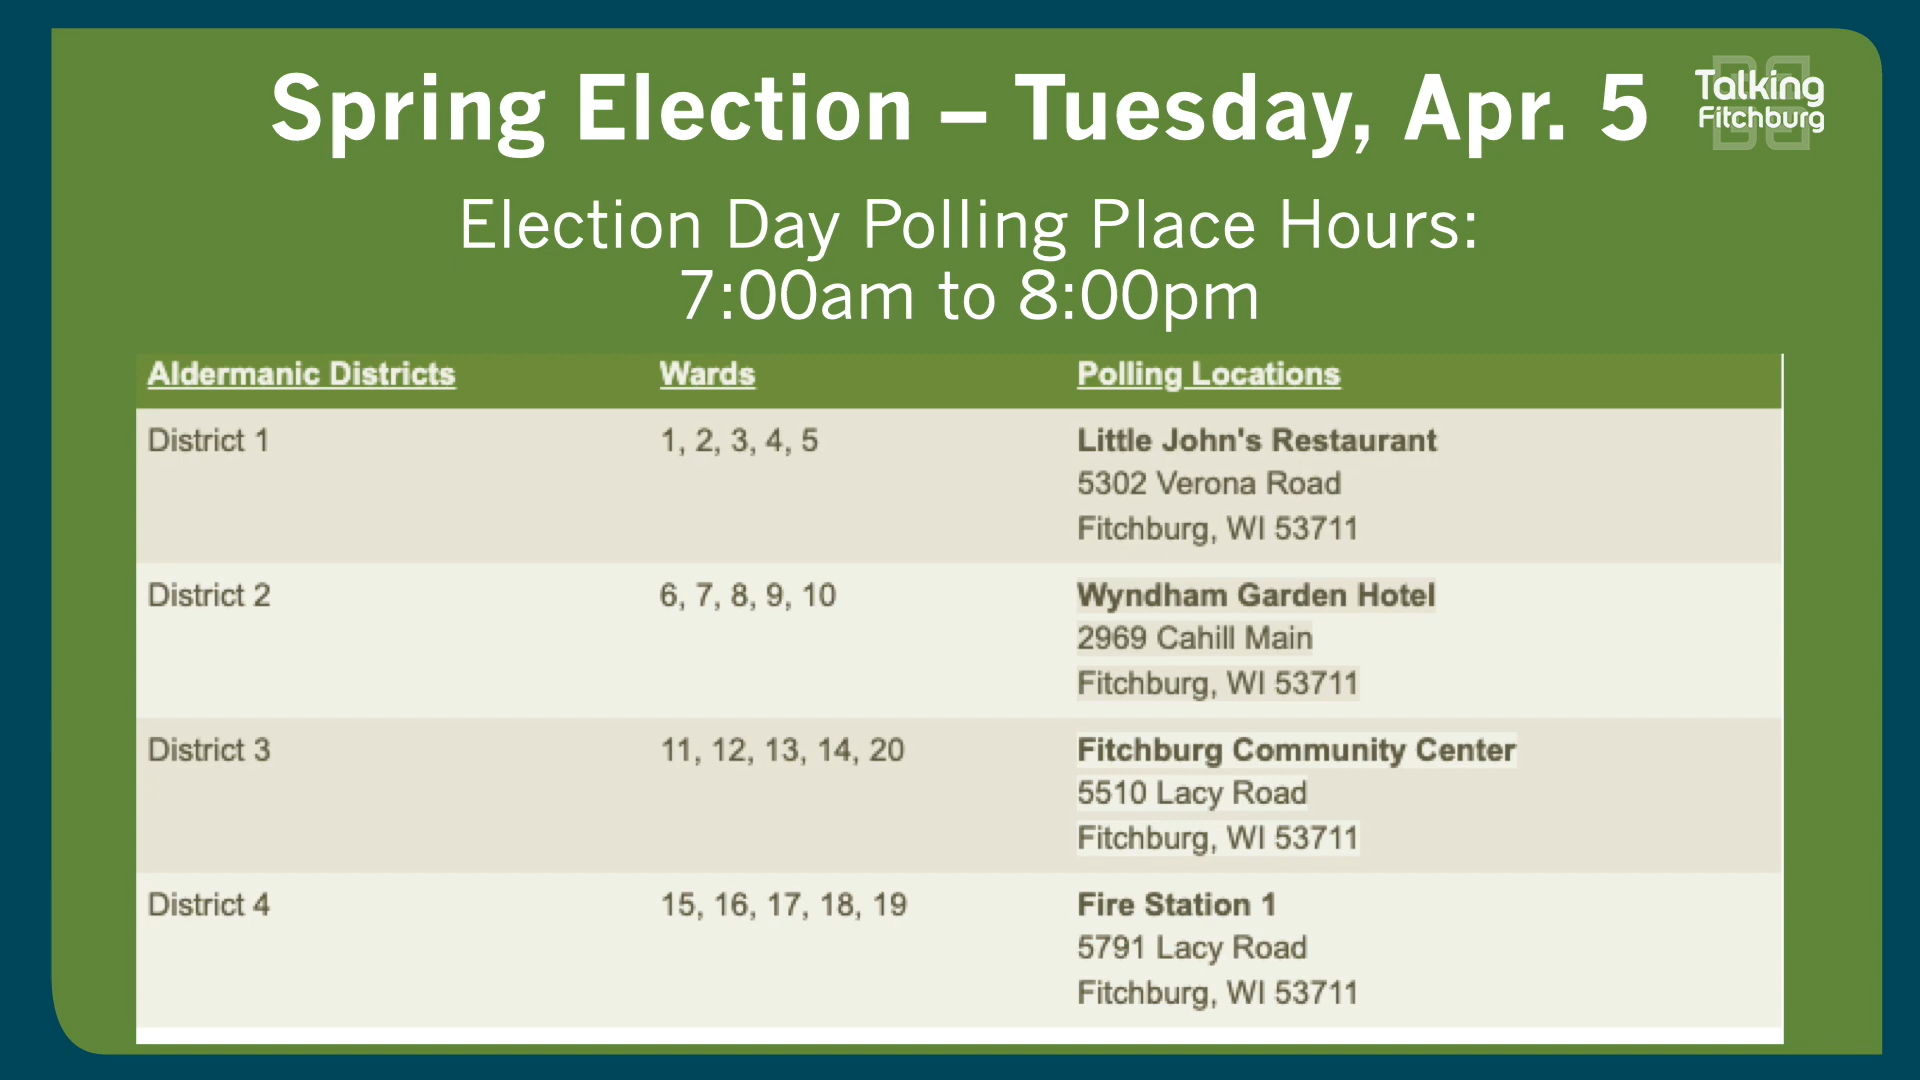 Spring Election – Tuesday, Apr. 5
Talking
Fitchburg
Election Day Polling Place Hours:
7:00am to 8:00pm
Aldermanic Districts Wards Polling Locations
District 1 1, 2, 3, 4, 5 Little John's Restaurant
5302 Verona Road
Fitchburg, WI 53711
District 2 6, 7, 8, 9, 10 Wyndham Garden Hotel
2969 Cahill Main
Fitchburg, WI 53711
District 3 11, 12, 13, 14, 20 Fitchburg Community Center
5510 Lacy Road
Fitchburg, WI 53711
District 4 15, 16, 17, 18, 19 Fire Station 1
5791 Lacy Road
Fitchburg, WI 53711